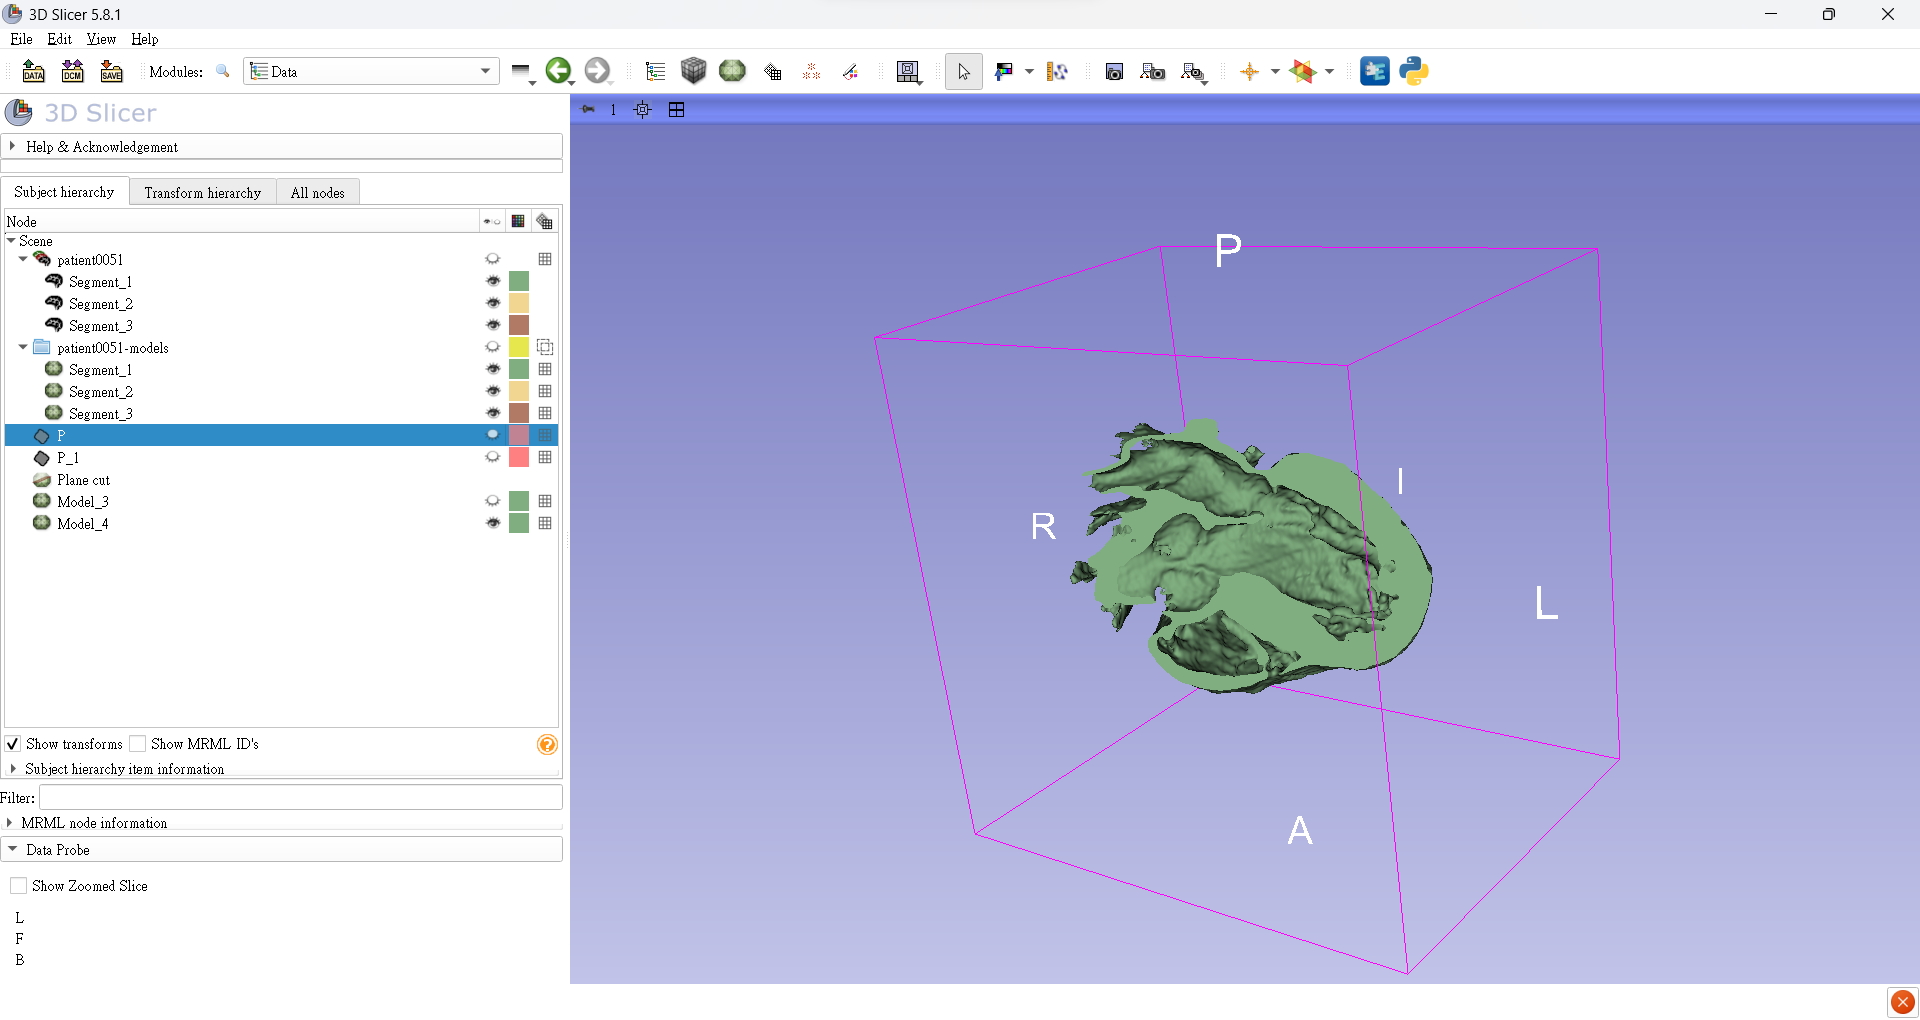 3D Slicer 5.8.1
File Edit View Help
DATA DCM SAVE Modules: Data
1
3D Slicer
Help & Acknowledgement
Subject hierarchy Transform hierarchy All nodes
Node
Scene
patient0051
Segment_1
Segment_2
Segment_3
patient0051-models
Segment_1
Segment_2
Segment_3
P
P_1
Plane cut
Model_3
Model_4
Show transforms Show MRML ID's
?
Subject hierarchy item information
Filter:
MRML node information
Data Probe
Show Zoomed Slice
L
F
B
P
I
R
L
A